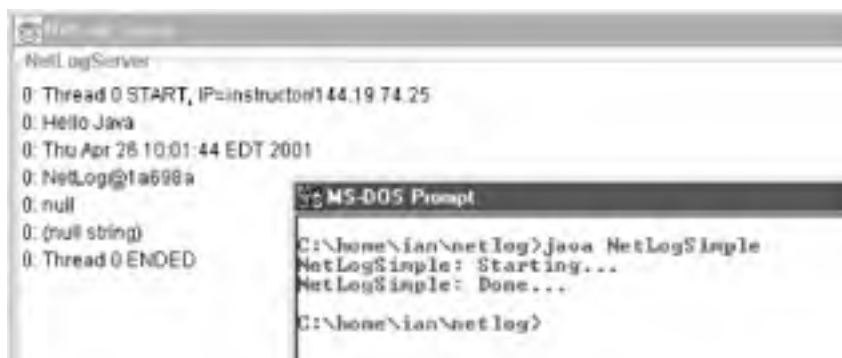 NetLogServer
0: Thread 0 START, IP=instructor/144.19.74.25
0: Hello Java
0: Thu Apr 26 10:01:44 EDT 2001
0: NetLog@1a698a
0: null
0: (null string)
0: Thread 0 ENDED
MS-DOS Prompt
C:\home\ian\netlog>java NetLogSimple
NetLogSimple: Starting...
NetLogSimple: Done...
C:\home\ian\netlog>